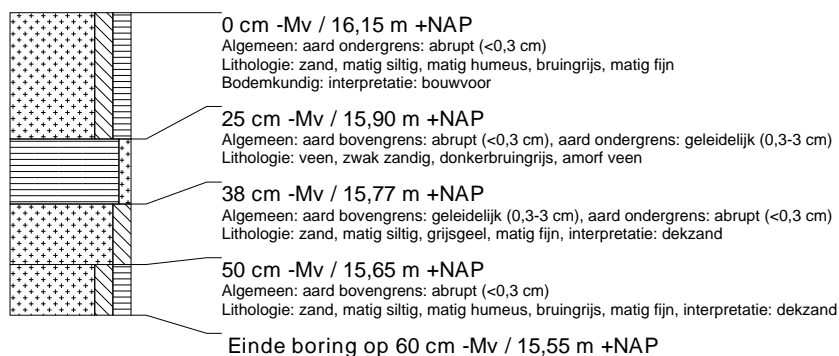 0 cm -Mv / 16,15 m +NAP
Algemeen: aard ondergrens: abrupt (<0,3 cm)
Lithologie: zand, matig siltig, matig humeus, bruingrijs, matig fijn
Bodemkundig: interpretatie: bouwvoor
25 cm -Mv / 15,90 m +NAP
Algemeen: aard bovengrens: abrupt (<0,3 cm), aard ondergrens: geleidelijk (0,3-3 cm)
Lithologie: veen, zwak zandig, donkerbruingrijs, amorf veen
38 cm -Mv / 15,77 m +NAP
Algemeen: aard bovengrens: geleidelijk (0,3-3 cm), aard ondergrens: abrupt (<0,3 cm)
Lithologie: zand, matig siltig, grijsgeel, matig fijn, interpretatie: dekzand
50 cm -Mv / 15,65 m +NAP
Algemeen: aard bovengrens: abrupt (<0,3 cm)
Lithologie: zand, matig siltig, matig humeus, bruingrijs, matig fijn, interpretatie: dekzand
Einde boring op 60 cm -Mv / 15,55 m +NAP